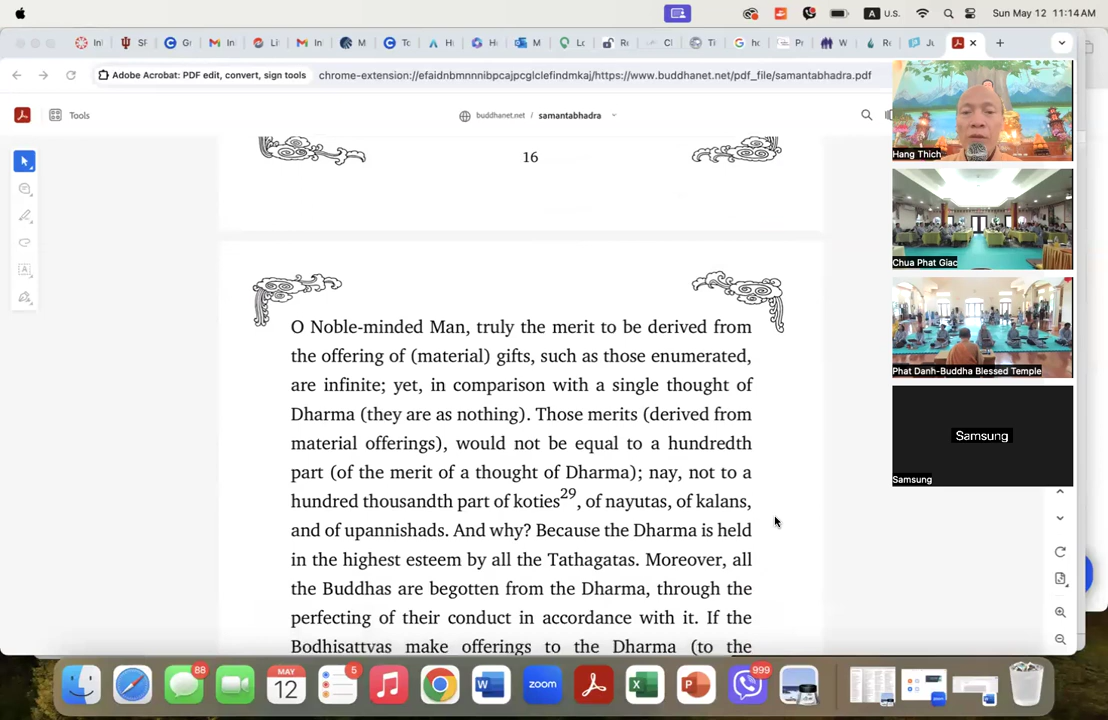 Sun May 12 11:14AM
U.S.
Adobe Acrobat: PDF edit, convert, sign tools
chrome-extension://efaidnbmnnnibpcajpcglclefindmkaj/https://www.buddhanet.net/pdf_file/samantabhadra.pdf
Tools
buddhanet.net / samantabhadra
16
O Noble-minded Man, truly the merit to be derived from
the offering of (material) gifts, such as those enumerated,
are infinite; yet, in comparison with a single thought of
Dharma (they are as nothing). Those merits (derived from
material offerings), would not be equal to a hundredth
part (of the merit of a thought of Dharma); nay, not to a
hundred thousandth part of koties29, of nayutas, of kalans,
and of upannishads. And why? Because the Dharma is held
in the highest esteem by all the Tathagatas. Moreover, all
the Buddhas are begotten from the Dharma, through the
perfecting of their conduct in accordance with it. If the
Bodhisattvas make offerings to the Dharma (to the
Hang Thich
Chua Phat Giac
Phat Danh-Buddha Blessed Temple
Samsung
Samsung
88
MAY
12
5
zoom
999